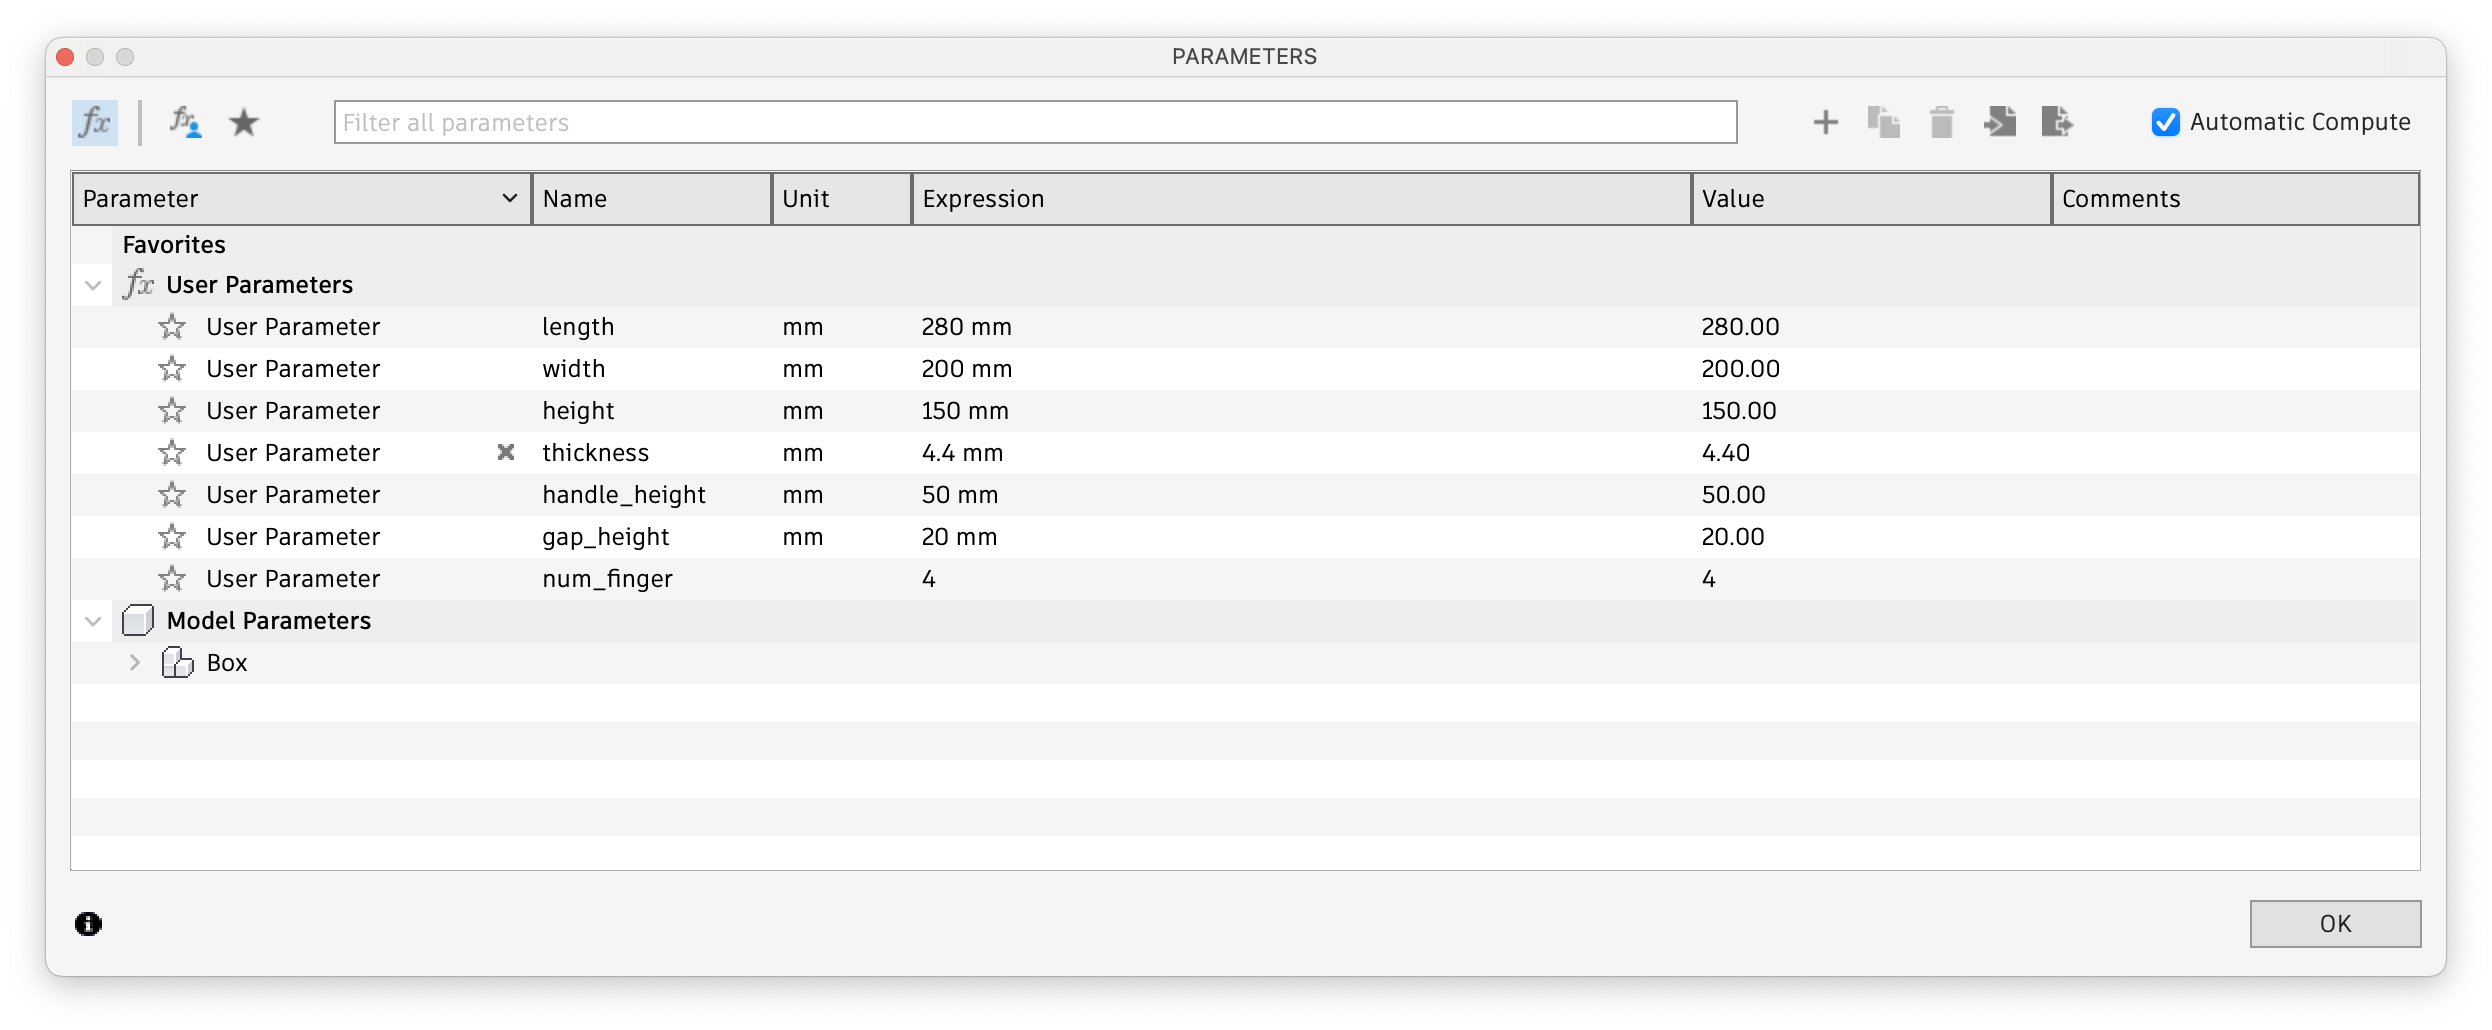 PARAMETERS
fx fx Filter all parameters Automatic Compute
Parameter Name Unit Expression Value Comments
Favorites
fx User Parameters
User Parameter length mm 280 mm 280.00
User Parameter width mm 200 mm 200.00
User Parameter height mm 150 mm 150.00
User Parameter thickness mm 4.4 mm 4.40
User Parameter handle_height mm 50 mm 50.00
User Parameter gap_height mm 20 mm 20.00
User Parameter num_finger 4 4
Model Parameters
Box
OK